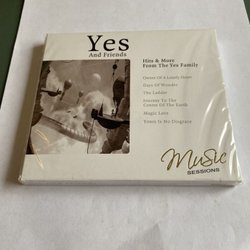 Yes
And Friends
Hits & More
From The Yes Family
Owner Of A Lonely Heart
Days Of Wonder
The Ladder
Journey To The
Centre Of The Earth
Magic Love
Yours Is No Disgrace
Music
SESSIONS